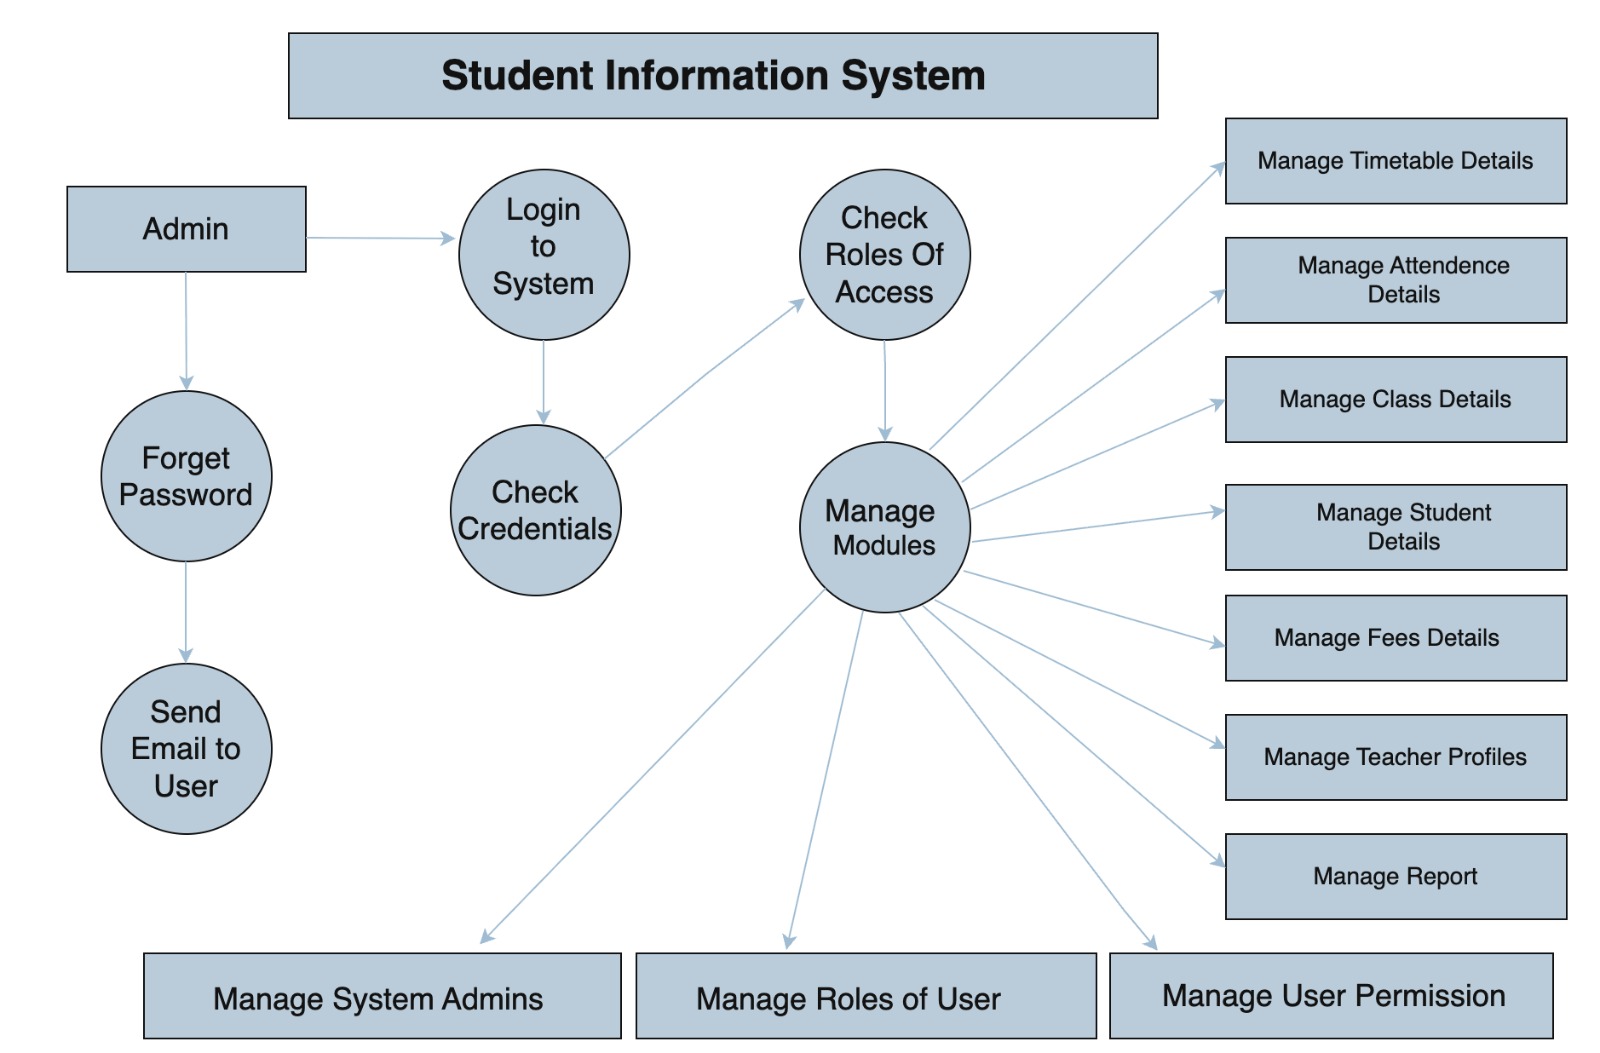 Student Information System
Admin
Login
to
System
Check
Roles Of
Access
Forget
Password
Check
Credentials
Manage
Modules
Send
Email to
User
Manage Timetable Details
Manage Attendence
Details
Manage Class Details
Manage Student
Details
Manage Fees Details
Manage Teacher Profiles
Manage Report
Manage System Admins
Manage Roles of User
Manage User Permission